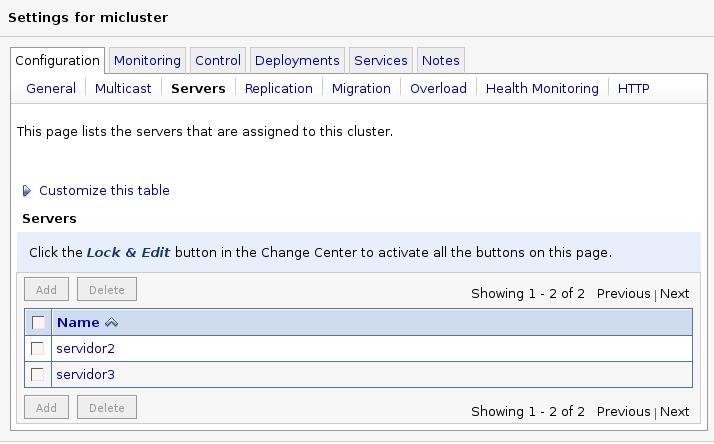 Settings for micluster
Configuration Monitoring Control Deployments Services Notes
General Multicast Servers Replication Migration Overload Health Monitoring HTTP
This page lists the servers that are assigned to this cluster.
Customize this table
Servers
Click the Lock & Edit button in the Change Center to activate all the buttons on this page.
Add Delete Showing 1 - 2 of 2 Previous | Next
Name
servidor2
servidor3
Add Delete Showing 1 - 2 of 2 Previous | Next